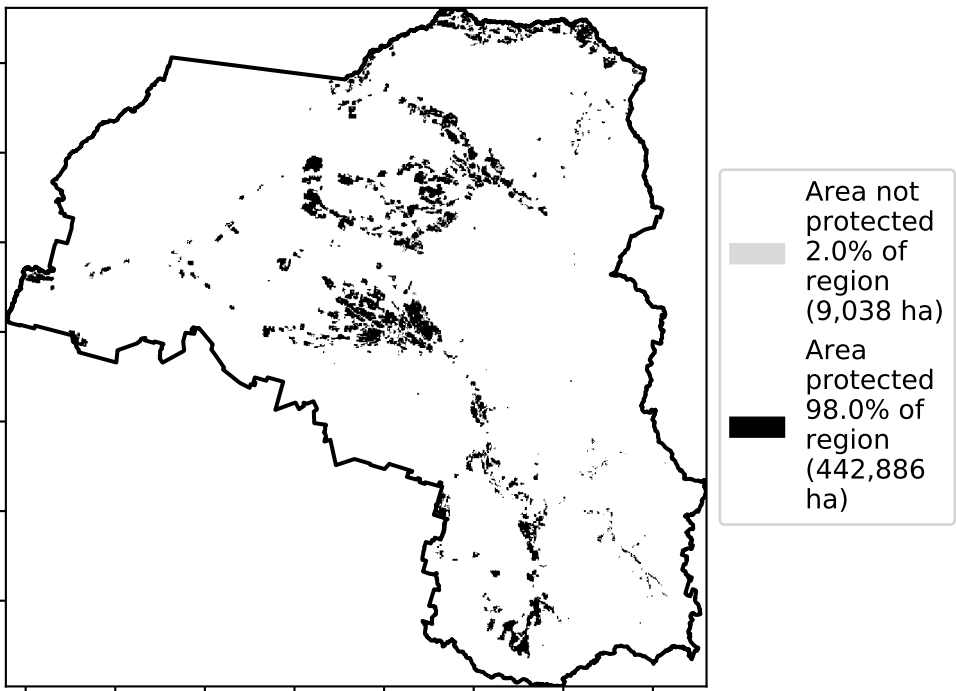 Area not
protected
2.0% of
region
(9,038 ha)
Area
protected
98.0% of
region
(442,886
ha)